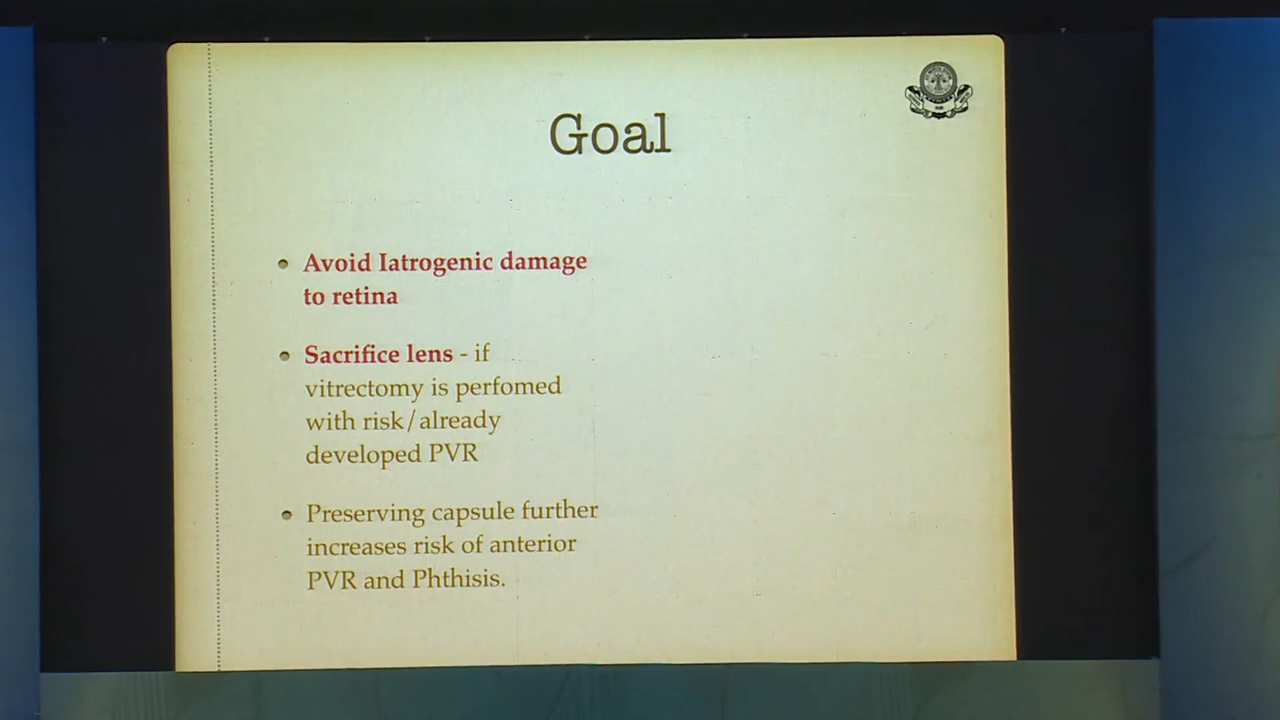 Goal
• Avoid Iatrogenic damage
to retina
• Sacrifice lens - if
vitrectomy is perfomed
with risk/already
developed PVR
• Preserving capsule further
increases risk of anterior
PVR and Phthisis.